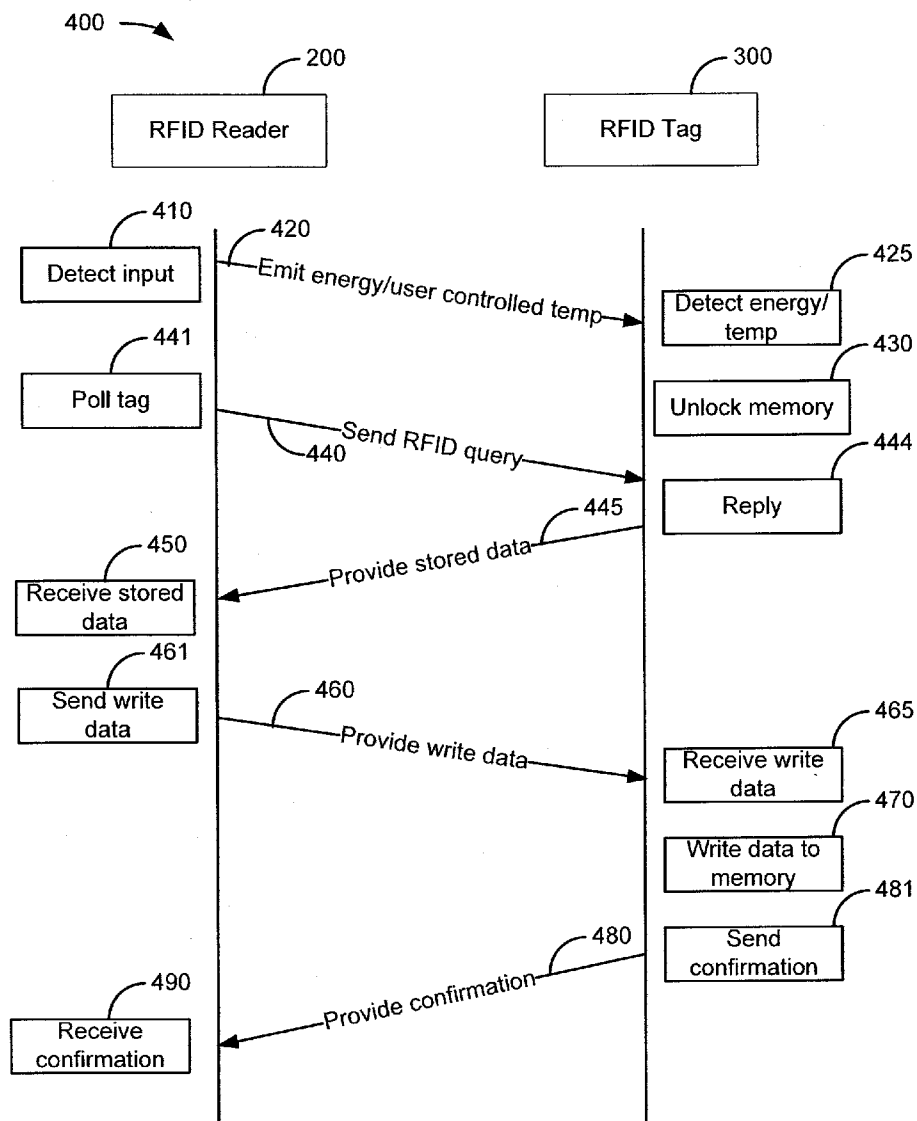 400
200
300
RFID Reader
RFID Tag
410
420
Detect input
Emit energy/user controlled temp
425
Detect energy/
temp
441
430
Poll tag
Unlock memory
440
Send RFID query
444
Reply
445
Provide stored data
450
Receive stored
data
461
Send write
data
460
Provide write data
465
Receive write
data
470
Write data to
memory
481
480
Send
confirmation
Provide confirmation
490
Receive
confirmation